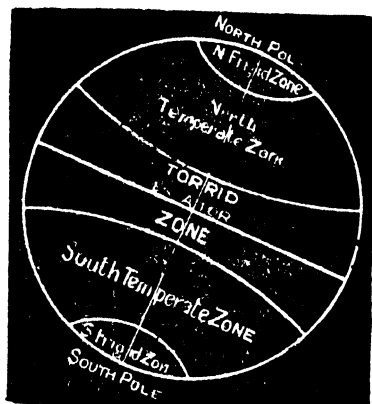 NORTH POL
N Frigid Zone
North
Temperate Zone
TORRID
ZONE
South Temperate ZONE
S frigid Zon
SOUTH POLE